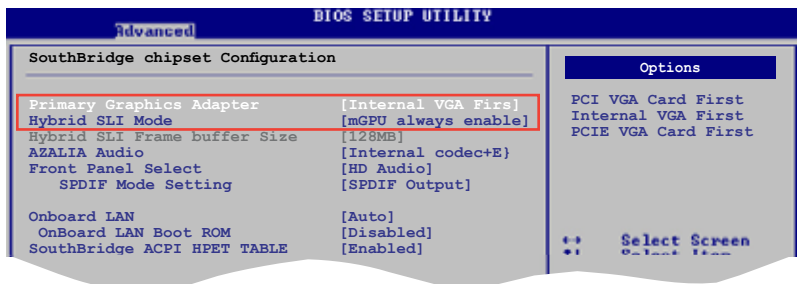 BIOS SETUP UTILITY
Advanced
SouthBridge chipset Configuration
Primary Graphics Adapter [Internal VGA Firs]
Hybrid SLI Mode [mGPU always enable]
Hybrid SLI Frame buffer Size [128MB]
AZALIA Audio [Internal codec+E}
Front Panel Select [HD Audio]
SPDIF Mode Setting [SPDIF Output]
Onboard LAN [Auto]
OnBoard LAN Boot ROM [Disabled]
SouthBridge ACPI HPET TABLE [Enabled]
Options
PCI VGA Card First
Internal VGA First
PCIE VGA Card First
↔ Select Screen
Select Item